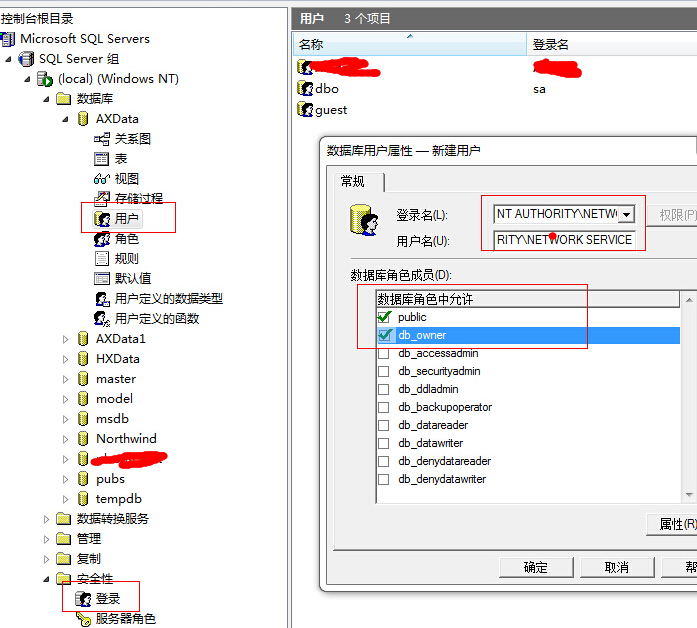 控制台根目录
Microsoft SQL Servers
SQL Server 组
(local) (Windows NT)
数据库
AXData
关系图
表
视图
存储过程
用户
角色
规则
默认值
用户定义的数据类型
用户定义的函数
AXData1
HXData
master
model
msdb
Northwind
pubs
tempdb
数据转换服务
管理
复制
安全性
登录
服务器角色
用户 3 个项目
名称 登录名
dbo sa
guest
数据库用户属性 — 新建用户
常规
登录名(L): NT AUTHORITY\NETW 权限(P)
用户名(U): RITY\NETWORK SERVICE
数据库角色成员(D):
数据库角色中允许
public
db_owner
db_accessadmin
db_securityadmin
db_ddladmin
db_backupoperator
db_datareader
db_datawriter
db_denydatareader
db_denydatawriter
属性(R)
确定 取消 帮